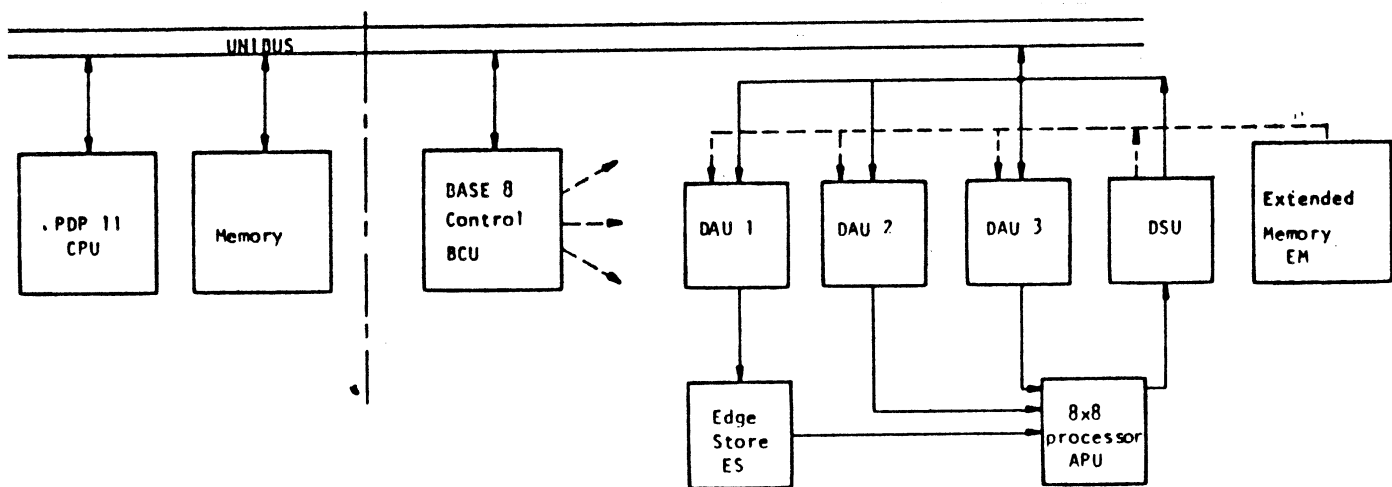 UNIBUS
PDP 11
CPU
Memory
BASE 8
Control
BCU
DAU 1
DAU 2
DAU 3
DSU
Extended
Memory
EM
Edge
Store
ES
8x8
processor
APU